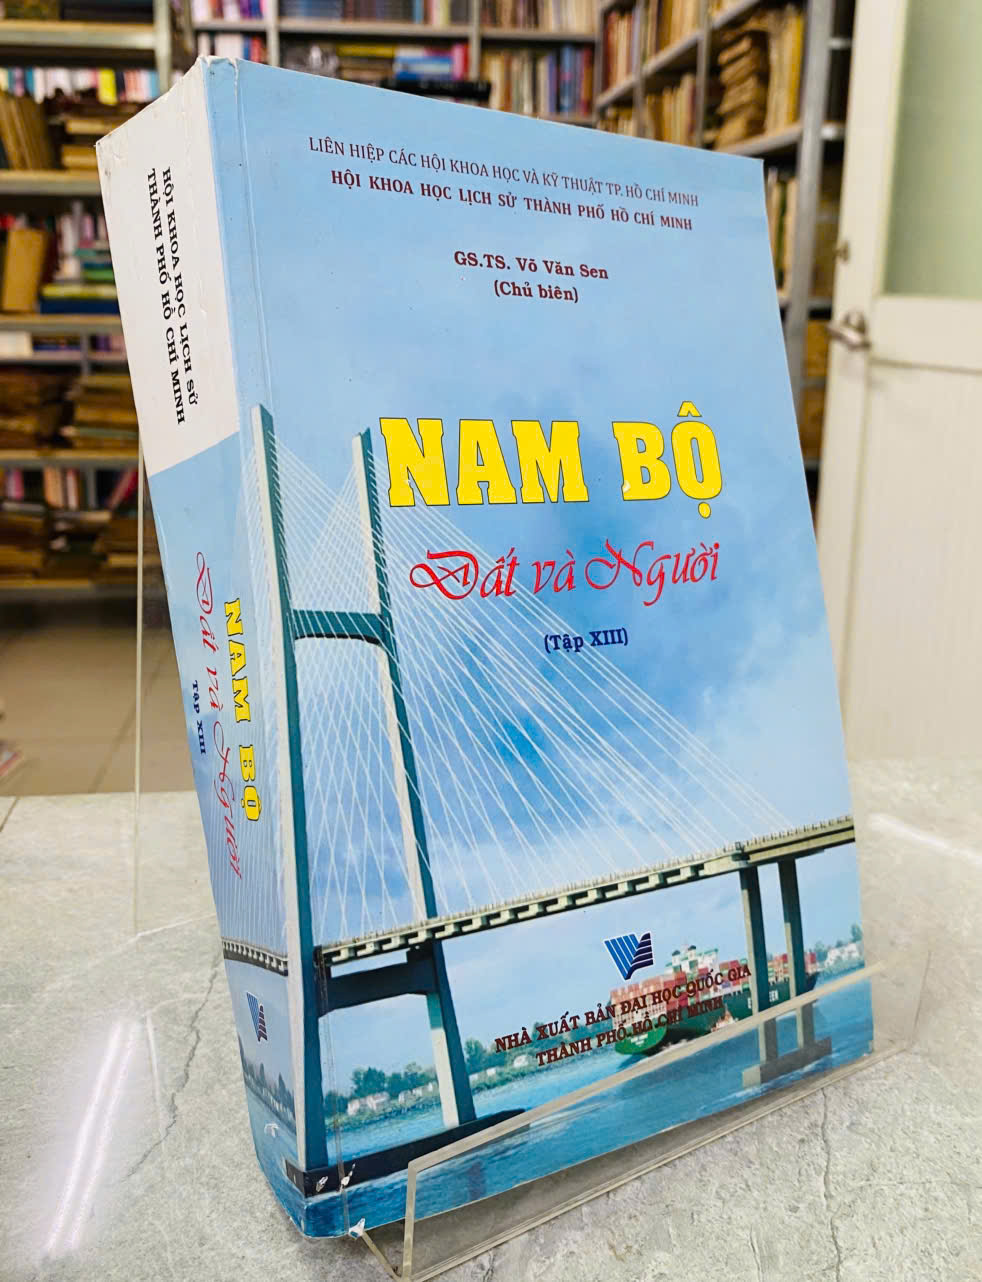 LIÊN HIỆP CÁC HỘI KHOA HỌC VÀ KỸ THUẬT TP. HỒ CHÍ MINH
HỘI KHOA HỌC LỊCH SỬ THÀNH PHỐ HỒ CHÍ MINH
GS.TS. Võ Văn Sen
(Chủ biên)
NAM BỘ
Đất và Người
(Tập XIII)
NHÀ XUẤT BẢN ĐẠI HỌC QUỐC GIA
THÀNH PHỐ HỒ CHÍ MINH
HỘI KHOA HỌC LỊCH SỬ
THÀNH PHỐ HỒ CHÍ MINH
NAM BỘ
Đất và Người
Tập XIII